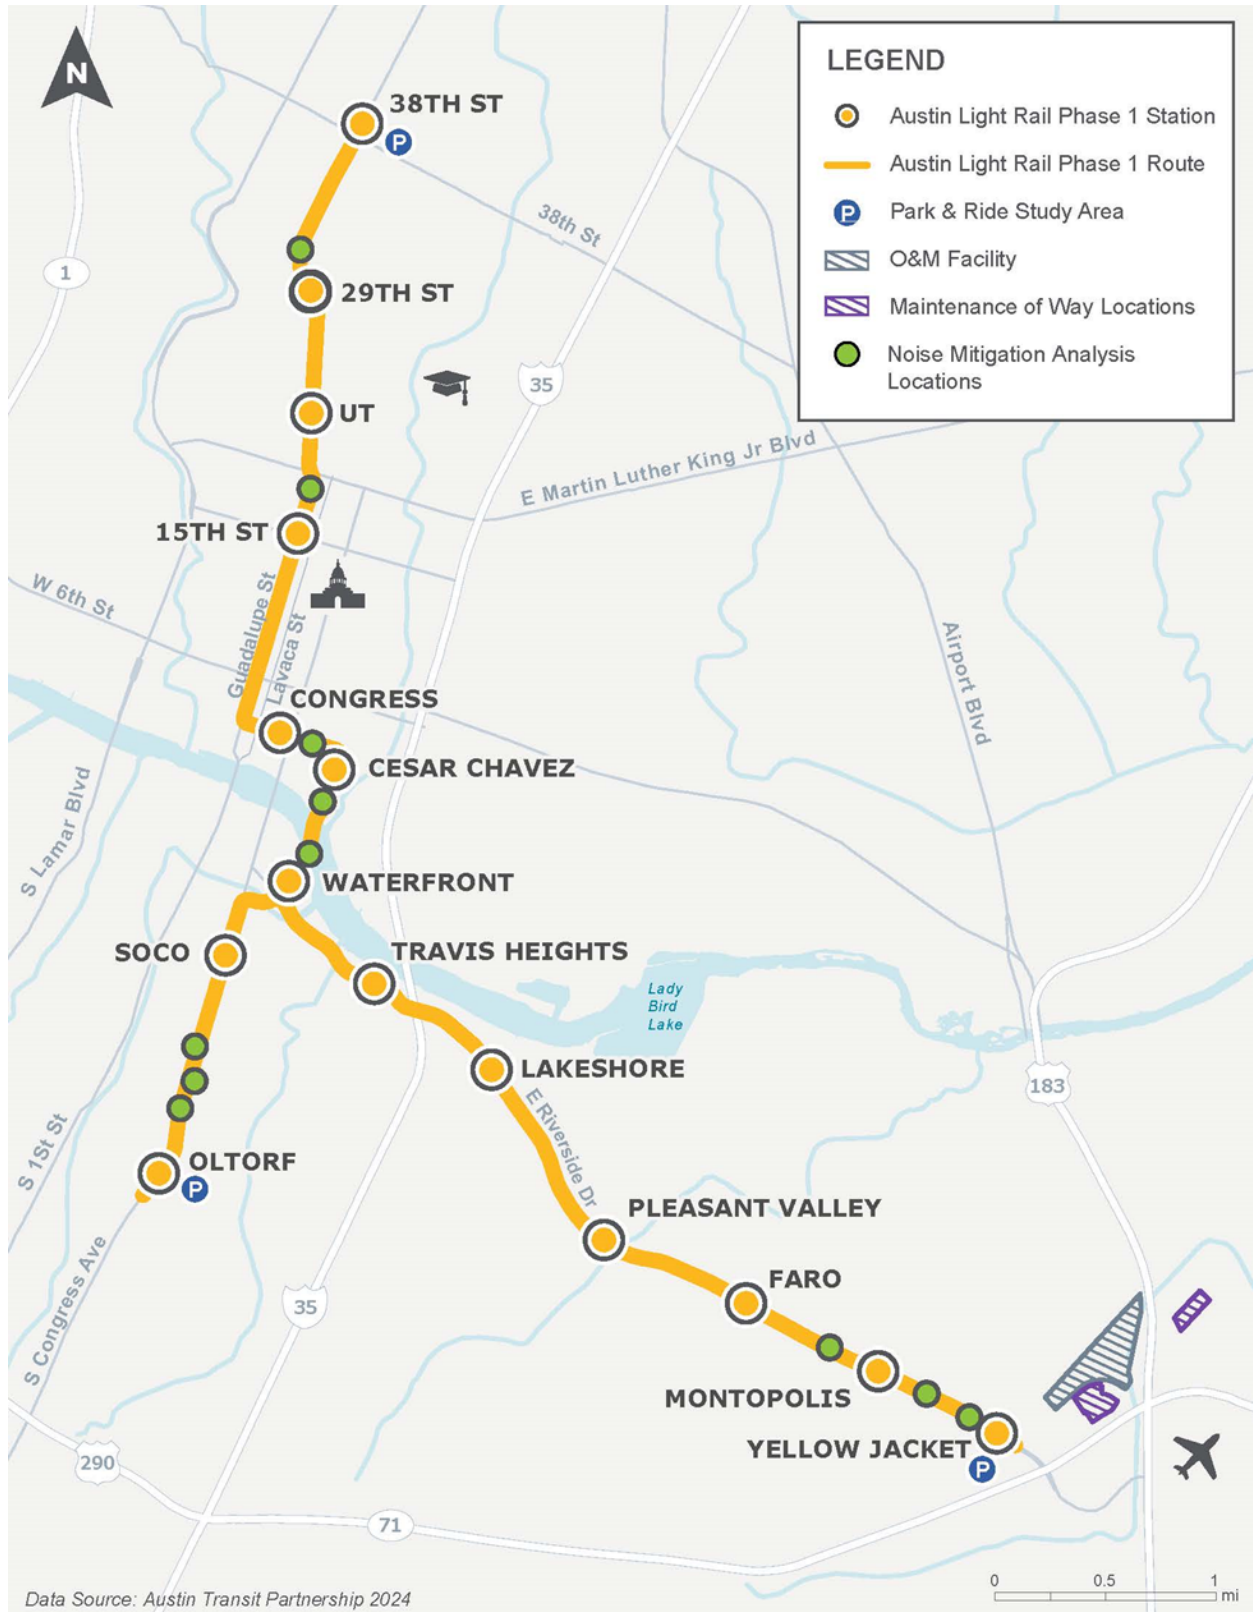 N
LEGEND
Austin Light Rail Phase 1 Station
Austin Light Rail Phase 1 Route
P Park & Ride Study Area
O&M Facility
Maintenance of Way Locations
Noise Mitigation Analysis
Locations
38TH ST
P
38th St
1
29TH ST
35
UT
E Martin Luther King Jr Blvd
15TH ST
W 6th St
Guadalupe St
Lavaca St
Airport Blvd
CONGRESS
CESAR CHAVEZ
S Lamar Blvd
WATERFRONT
SOCO
TRAVIS HEIGHTS
Lady
Bird
Lake
LAKESHORE
183
E Riverside Dr
S 1St St
OLTORF
P
PLEASANT VALLEY
S Congress Ave
FARO
35
MONTOPOLIS
YELLOW JACKET
P
290
71
0 0.5 1
mi
Data Source: Austin Transit Partnership 2024